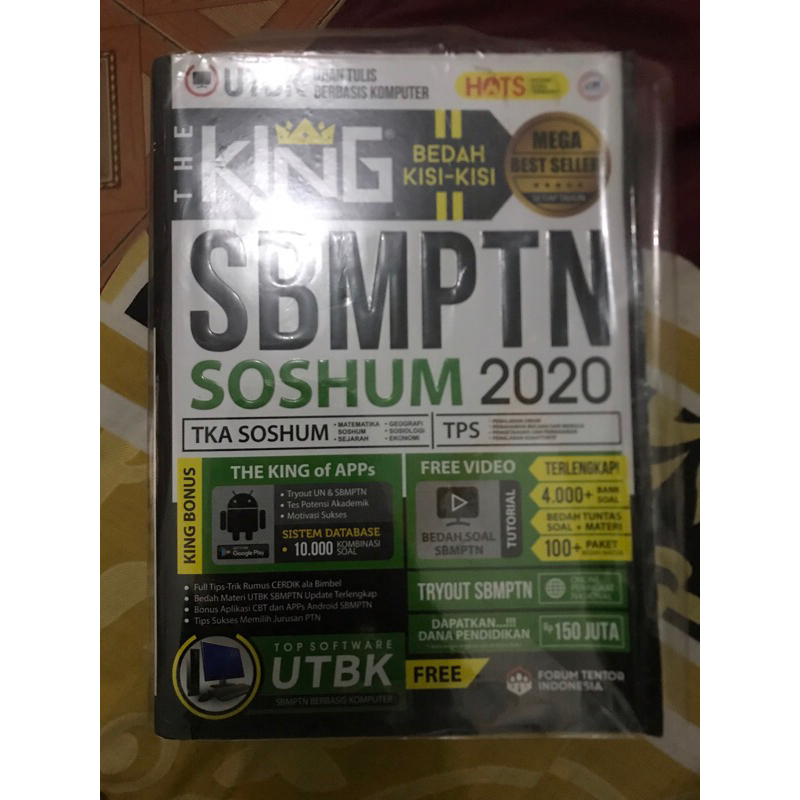 UTBK UJIAN TULIS
BERBASIS KOMPUTER
HOTS
THE KING®
BEDAH
KISI-KISI
MEGA
BEST SELLER
SBMPTN
SOSHUM 2020
TKA SOSHUM
• MATEMATIKA SOSHUM
• SEJARAH
• GEOGRAFI
• SOSIOLOGI
• EKONOMI
TPS
KING BONUS
THE KING of APPs
• Tryout UN & SBMPTN
• Tes Potensi Akademik
• Motivasi Sukses
SISTEM DATABASE
• 10.000 KOMBINASI SOAL
Google Play
FREE VIDEO
BEDAH SOAL
SBMPTN
TUTORIAL
TERLENGKAP!
4.000+ BANK SOAL
BEDAH TUNTAS
SOAL + MATERI
100+ PAKET
• Full Tips-Trik Rumus CERDIK ala Bimbel
• Bedah Materi UTBK SBMPTN Update Terlengkap
• Bonus Aplikasi CBT dan APPs Android SBMPTN
• Tips Sukses Memilih Jurusan PTN
TRYOUT SBMPTN
ONLINE
DAPATKAN...!!!
DANA PENDIDIKAN
Rp 150 JUTA
TOP SOFTWARE
UTBK
SBMPTN BERBASIS KOMPUTER
FREE
FORUM TENTOR
INDONESIA